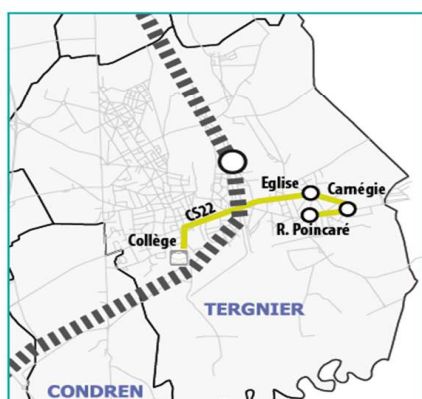 Eglise
Carnégie
CS22
R. Poincaré
Collège
TERGNIER
CONDREN